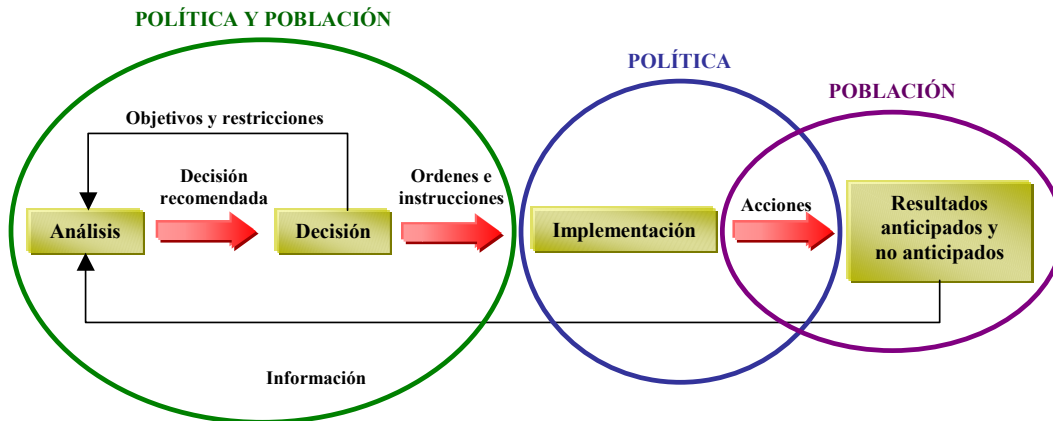 POLÍTICA Y POBLACIÓN
POLÍTICA
POBLACIÓN
Objetivos y restricciones
Decisión
recomendada
Ordenes e
instrucciones
Análisis
Decisión
Implementación
Acciones
Resultados
anticipados y
no anticipados
Información